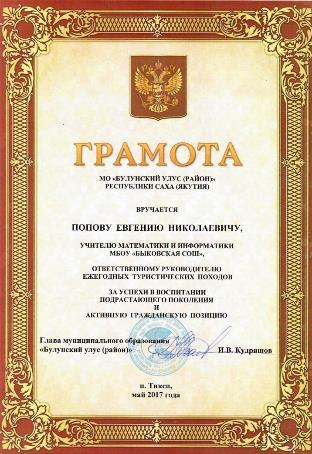 ГРАМОТА
МО «БУЛУНСКИЙ УЛУС (РАЙОН)»
РЕСПУБЛИКИ САХА (ЯКУТИЯ)
ВРУЧАЕТСЯ
ПОПОВУ ЕВГЕНИЮ НИКОЛАЕВИЧУ,
УЧИТЕЛЮ МАТЕМАТИКИ И ИНФОРМАТИКИ
МБОУ «БЫКОВСКАЯ СОШ»,
ОТВЕТСТВЕННОМУ РУКОВОДИТЕЛЮ
ЕЖЕГОДНЫХ ТУРИСТИЧЕСКИХ ПОХОДОВ
ЗА УСПЕХИ В ВОСПИТАНИИ
ПОДРАСТАЮЩЕГО ПОКОЛЕНИЯ
И
АКТИВНУЮ ГРАЖДАНСКУЮ ПОЗИЦИЮ
Глава муниципального образования
«Булунский улус (район)» И.В. Кудряшов
п. Тикси,
май 2017 года